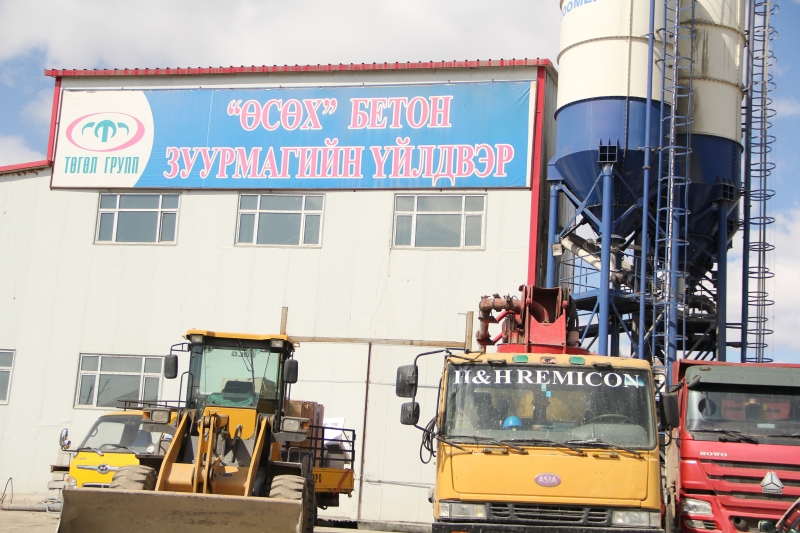 "ӨСӨХ" БЕТОН
ЗУУРМАГИЙН ҮЙЛДВЭР
ТӨГӨЛ ГРУПП
H&H REMICON
ASIA
HOWO